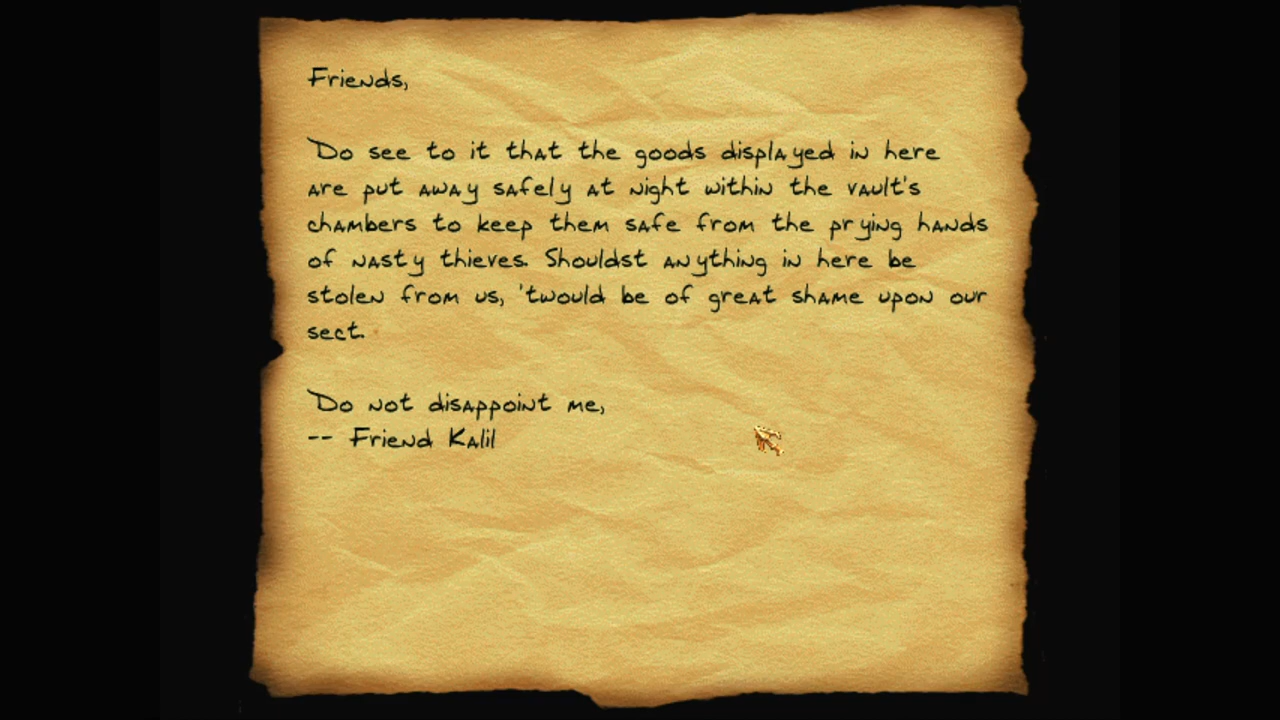 Friends,
Do see to it that the goods displayed in here
are put away safely at night within the vault's
chambers to keep them safe from the prying hands
of nasty thieves. Shouldst anything in here be
stolen from us, 'twould be of great shame upon our
sect.
Do not disappoint me,
-- Friend Kalil